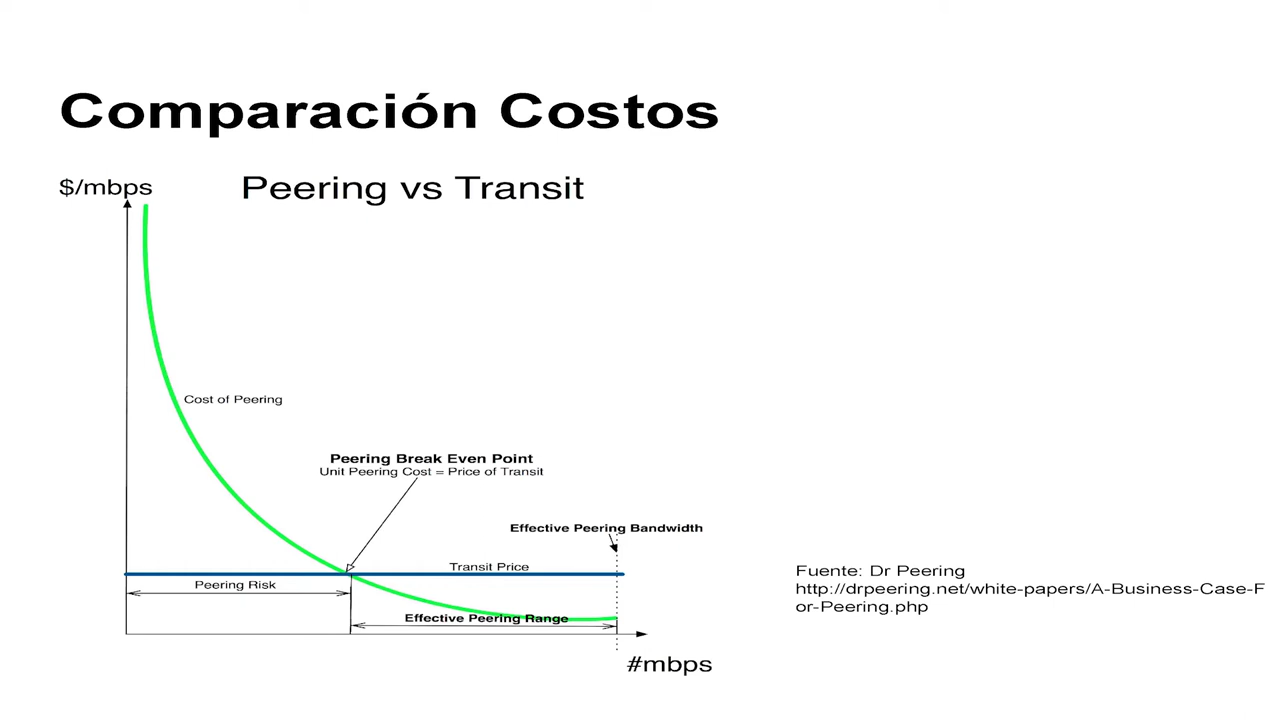 Comparación Costos
$/mbps
Peering vs Transit
Cost of Peering
Peering Break Even Point
Unit Peering Cost = Price of Transit
Effective Peering Bandwidth
Transit Price
Peering Risk
Effective Peering Range
#mbps
Fuente: Dr Peering
http://drpeering.net/white-papers/A-Business-Case-F
or-Peering.php